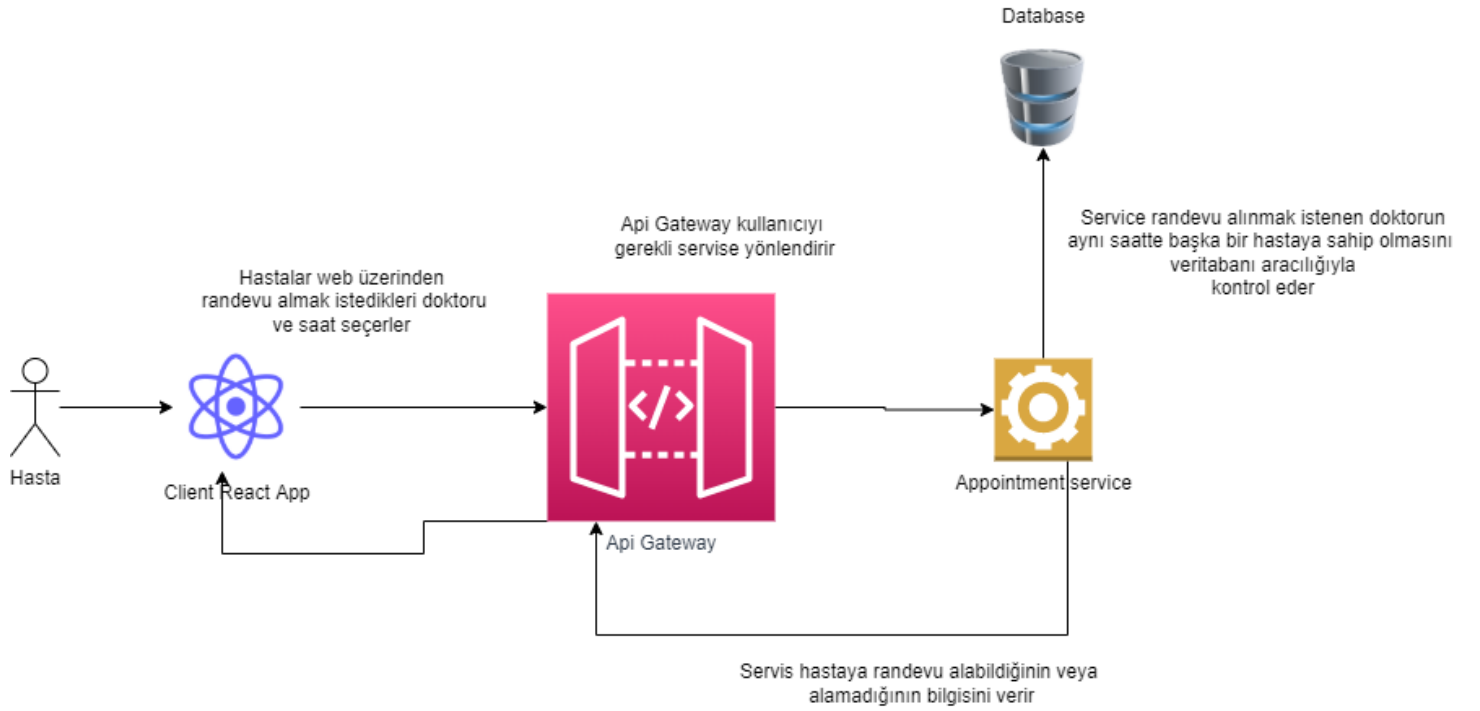 Database
Api Gateway kullanıcıyı
gerekli servise yönlendirir
Service randevu alınmak istenen doktorun
aynı saatte başka bir hastaya sahip olmasını
veritabanı aracılığıyla
kontrol eder
Hastalar web üzerinden
randevu almak istedikleri doktoru
ve saat seçerler
</>
Hasta
Client React App
Api Gateway
Appointment service
Servis hastaya randevu alabildiğinin veya
alamadığının bilgisini verir